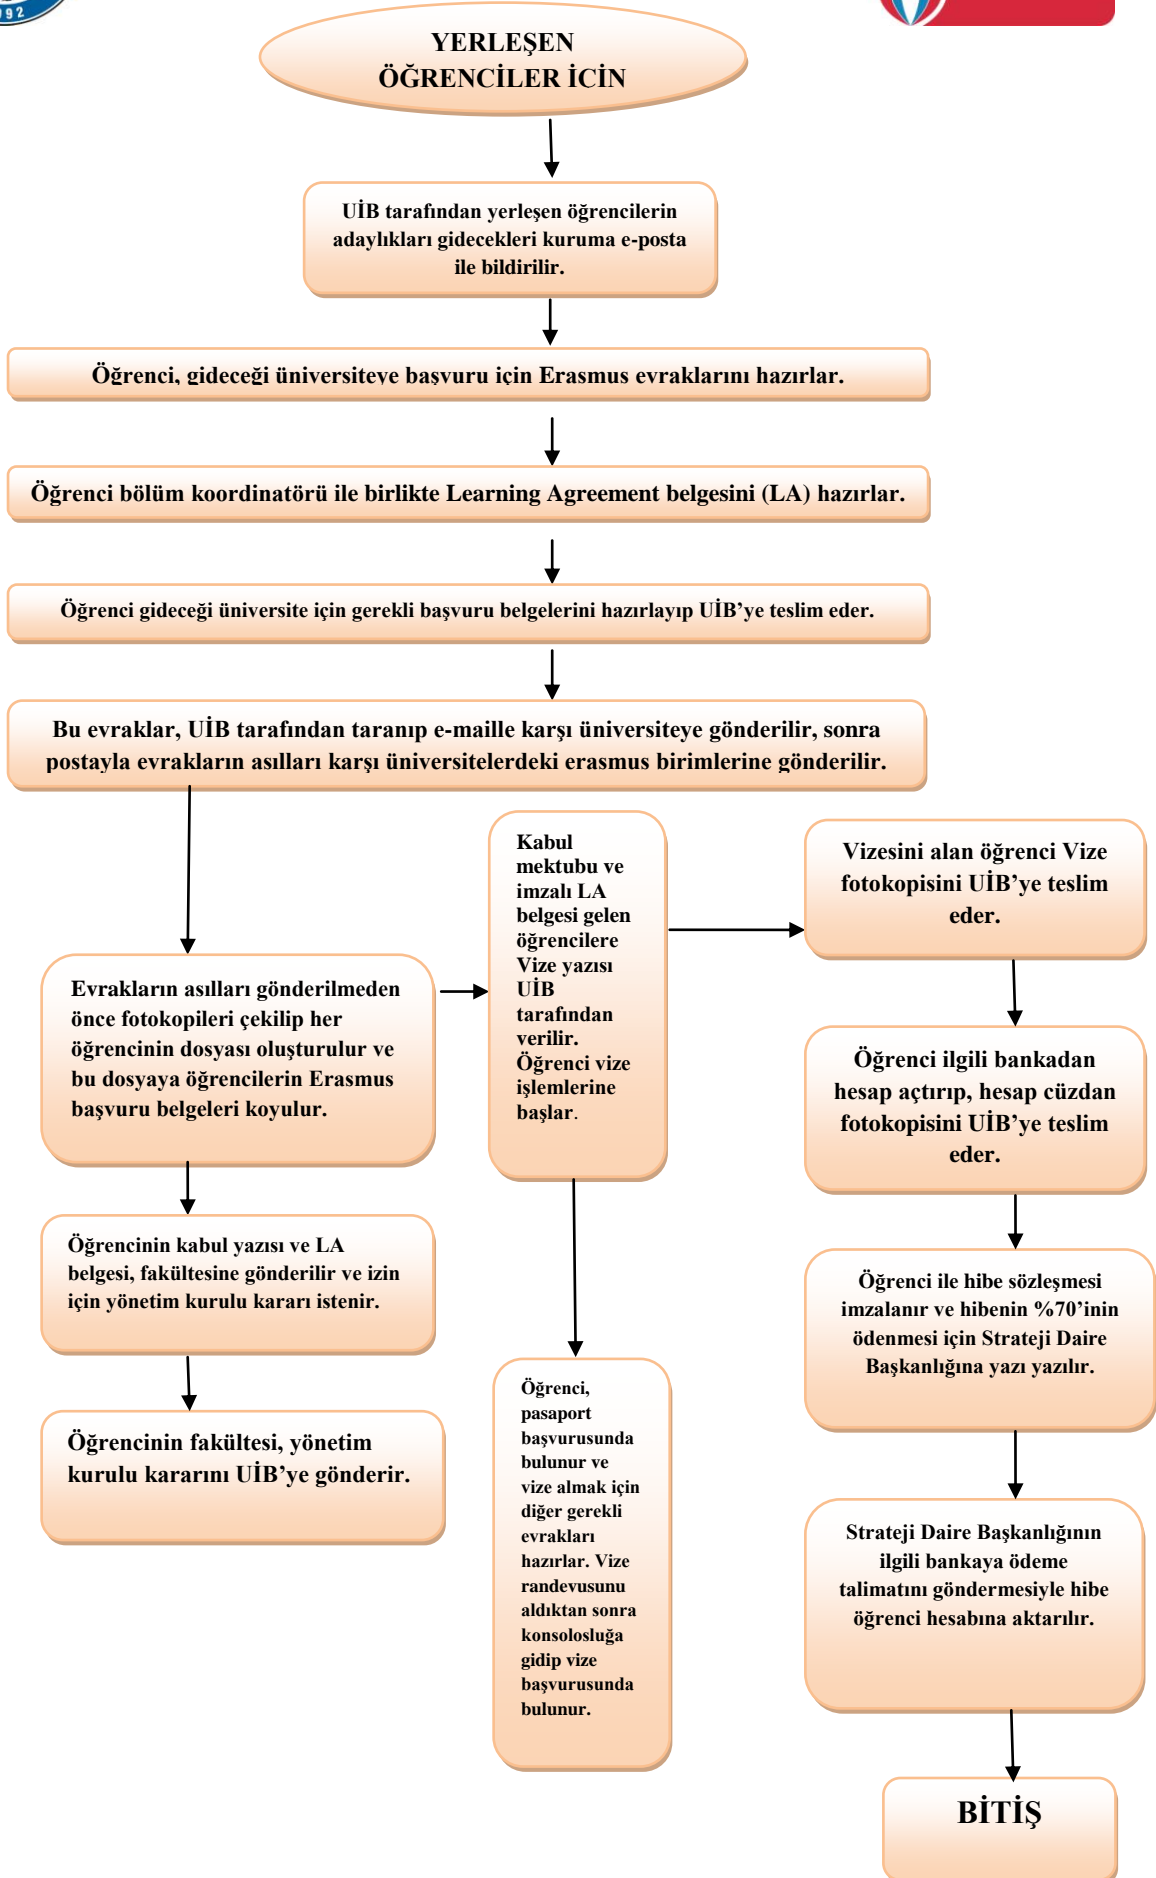 992
YERLEŞEN
ÖĞRENCİLER İCİN
UİB tarafından yerleşen öğrencilerin
adaylıkları gidecekleri kuruma e-posta
ile bildirilir.
Öğrenci, gideceği üniversiteye başvuru için Erasmus evraklarını hazırlar.
Öğrenci bölüm koordinatörü ile birlikte Learning Agreement belgesini (LA) hazırlar.
Öğrenci gideceği üniversite için gerekli başvuru belgelerini hazırlayıp UİB’ye teslim eder.
Bu evraklar, UİB tarafından taranıp e-maille karşı üniversiteye gönderilir, sonra
postayla evrakların asılları karşı üniversitelerdeki erasmus birimlerine gönderilir.
Evrakların asılları gönderilmeden
önce fotokopileri çekilip her
öğrencinin dosyası oluşturulur ve
bu dosyaya öğrencilerin Erasmus
başvuru belgeleri koyulur.
Öğrencinin kabul yazısı ve LA
belgesi, fakültesine gönderilir ve izin
için yönetim kurulu kararı istenir.
Öğrencinin fakültesi, yönetim
kurulu kararını UİB’ye gönderir.
Kabul
mektubu ve
imzalı LA
belgesi gelen
öğrencilere
Vize yazısı
UİB
tarafından
verilir.
Öğrenci vize
işlemlerine
başlar.
Öğrenci,
pasaport
başvurusunda
bulunur ve
vize almak için
diğer gerekli
evrakları
hazırlar. Vize
randevusunu
aldıktan sonra
konsolosluğa
gidip vize
başvurusunda
bulunur.
Vizesini alan öğrenci Vize
fotokopisini UİB’ye teslim
eder.
Öğrenci ilgili bankadan
hesap açtırıp, hesap cüzdan
fotokopisini UİB’ye teslim
eder.
Öğrenci ile hibe sözleşmesi
imzalanır ve hibenin %70’inin
ödenmesi için Strateji Daire
Başkanlığına yazı yazılır.
Strateji Daire Başkanlığının
ilgili bankaya ödeme
talimatını göndermesiyle hibe
öğrenci hesabına aktarılır.
BİTİŞ